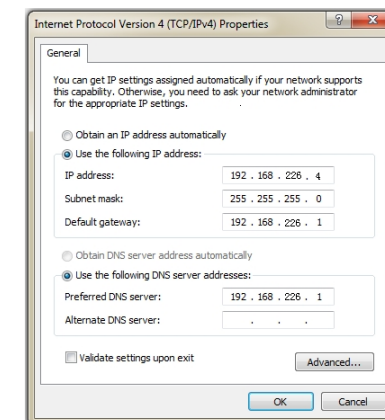 Internet Protocol Version 4 (TCP/IPv4) Properties
General
You can get IP settings assigned automatically if your network supports
this capability. Otherwise, you need to ask your network administrator
for the appropriate IP settings.
Obtain an IP address automatically
Use the following IP address:
IP address: 192 . 168 . 226 . 4
Subnet mask: 255 . 255 . 255 . 0
Default gateway: 192 . 168 . 226 . 1
Obtain DNS server address automatically
Use the following DNS server addresses:
Preferred DNS server: 192 . 168 . 226 . 1
Alternate DNS server: . . .
Validate settings upon exit
Advanced...
OK Cancel